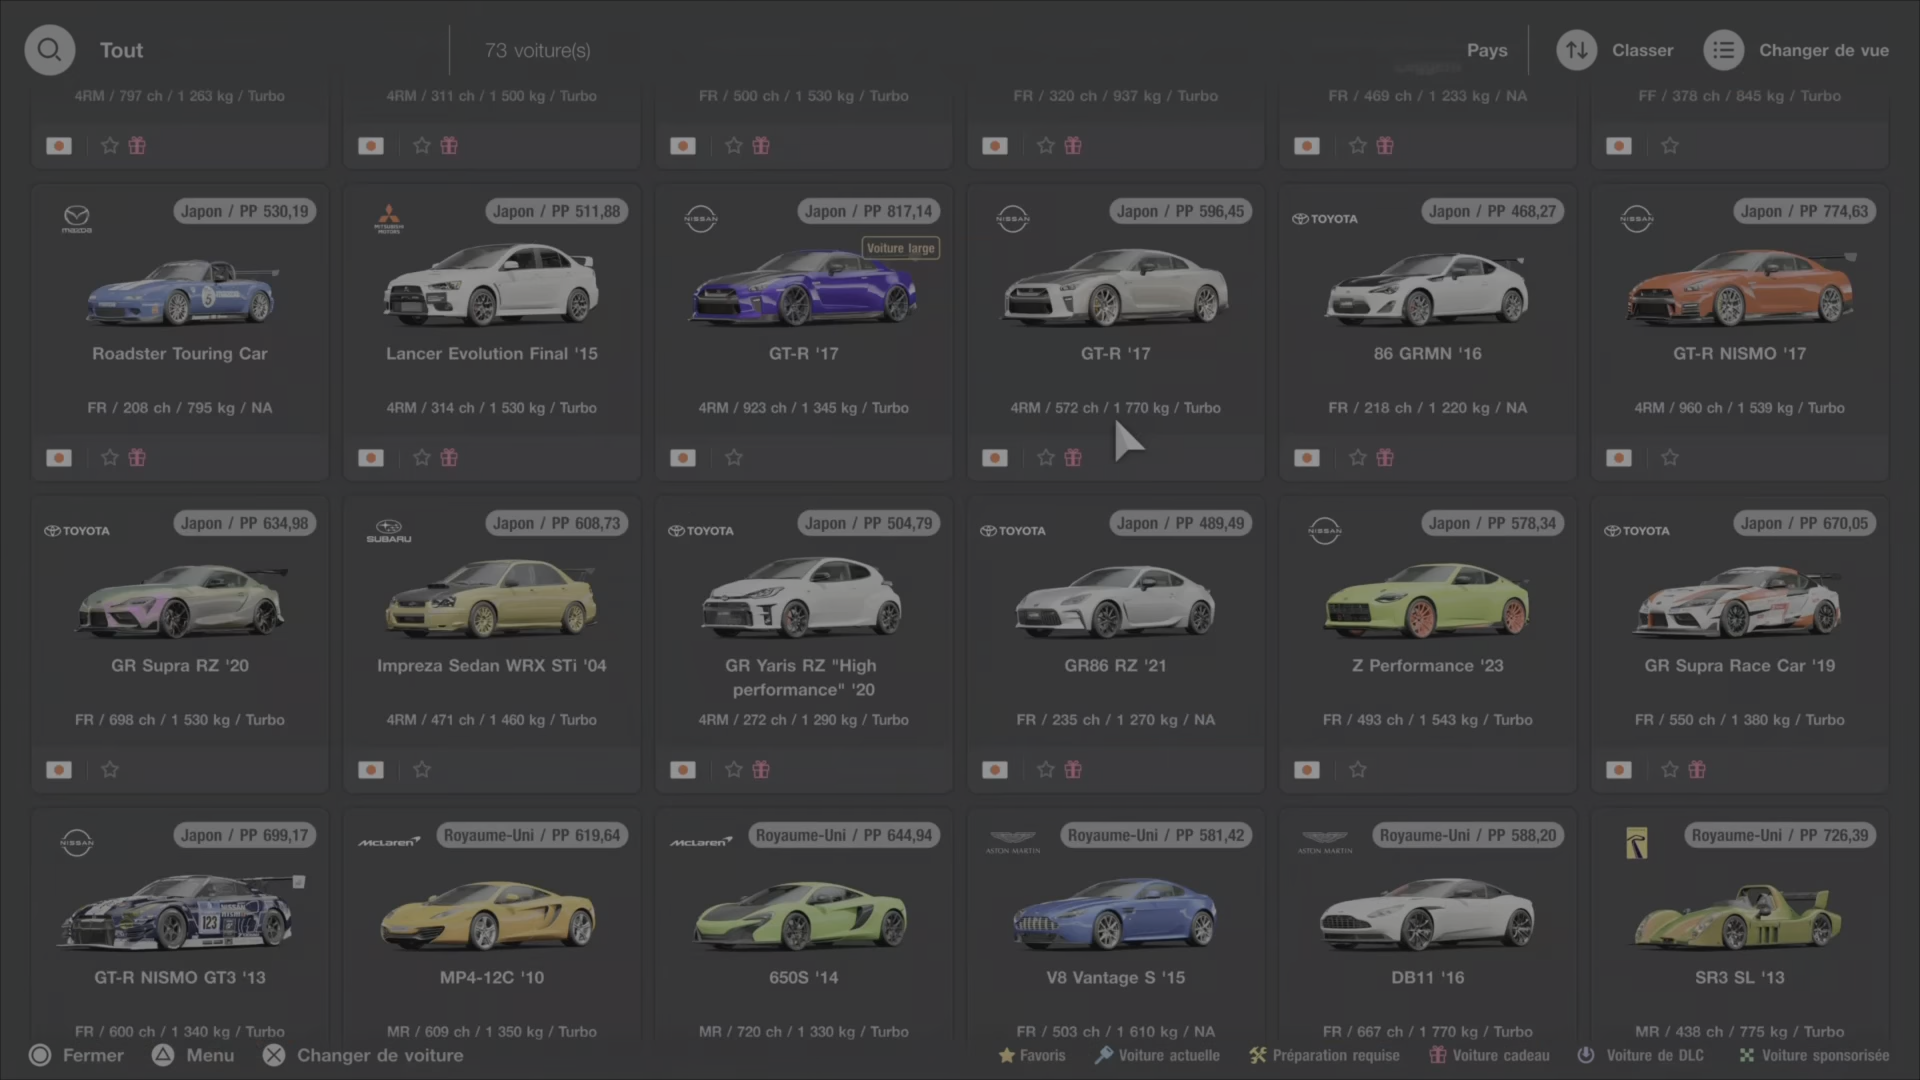 Tout
73 voiture(s)
Pays
Classer
Changer de vue
4RM / 797 ch / 1 263 kg / Turbo
4RM / 311 ch / 1 500 kg / Turbo
FR / 500 ch / 1 530 kg / Turbo
FR / 320 ch / 937 kg / Turbo
FR / 469 ch / 1 233 kg / NA
FF / 378 ch / 845 kg / Turbo
mazda
Japon / PP 530,19
5
Roadster Touring Car
FR / 208 ch / 795 kg / NA
MITSUBISHI
MOTORS
Japon / PP 511,88
Lancer Evolution Final '15
4RM / 314 ch / 1 530 kg / Turbo
NISSAN
Japon / PP 817,14
Voiture large
GT-R '17
4RM / 923 ch / 1 345 kg / Turbo
NISSAN
Japon / PP 596,45
GT-R '17
4RM / 572 ch / 1 770 kg / Turbo
TOYOTA
Japon / PP 468,27
86 GRMN '16
FR / 218 ch / 1 220 kg / NA
NISSAN
Japon / PP 774,63
GT-R NISMO '17
4RM / 960 ch / 1 539 kg / Turbo
TOYOTA
Japon / PP 634,98
GR Supra RZ '20
FR / 698 ch / 1 530 kg / Turbo
SUBARU
Japon / PP 608,73
Impreza Sedan WRX STi '04
4RM / 471 ch / 1 460 kg / Turbo
TOYOTA
Japon / PP 504,79
GR Yaris RZ "High
performance" '20
4RM / 272 ch / 1 290 kg / Turbo
TOYOTA
Japon / PP 489,49
GR86 RZ '21
FR / 235 ch / 1 270 kg / NA
NISSAN
Japon / PP 578,34
Z Performance '23
FR / 493 ch / 1 543 kg / Turbo
TOYOTA
Japon / PP 670,05
GR Supra Race Car '19
FR / 550 ch / 1 380 kg / Turbo
NISSAN
Japon / PP 699,17
123
GT-R NISMO GT3 '13
FR / 600 ch / 1 340 kg / Turbo
McLaren
Royaume-Uni / PP 619,64
MP4-12C '10
MR / 609 ch / 1 350 kg / Turbo
McLaren
Royaume-Uni / PP 644,94
650S '14
MR / 720 ch / 1 330 kg / Turbo
ASTON MARTIN
Royaume-Uni / PP 581,42
V8 Vantage S '15
FR / 503 ch / 1 610 kg / NA
ASTON MARTIN
Royaume-Uni / PP 588,20
DB11 '16
FR / 667 ch / 1 770 kg / Turbo
Royaume-Uni / PP 726,39
SR3 SL '13
MR / 438 ch / 775 kg / Turbo
Fermer
Menu
Changer de voiture
Favoris
Voiture actuelle
Préparation requise
Voiture cadeau
Voiture de DLC
Voiture sponsorisée